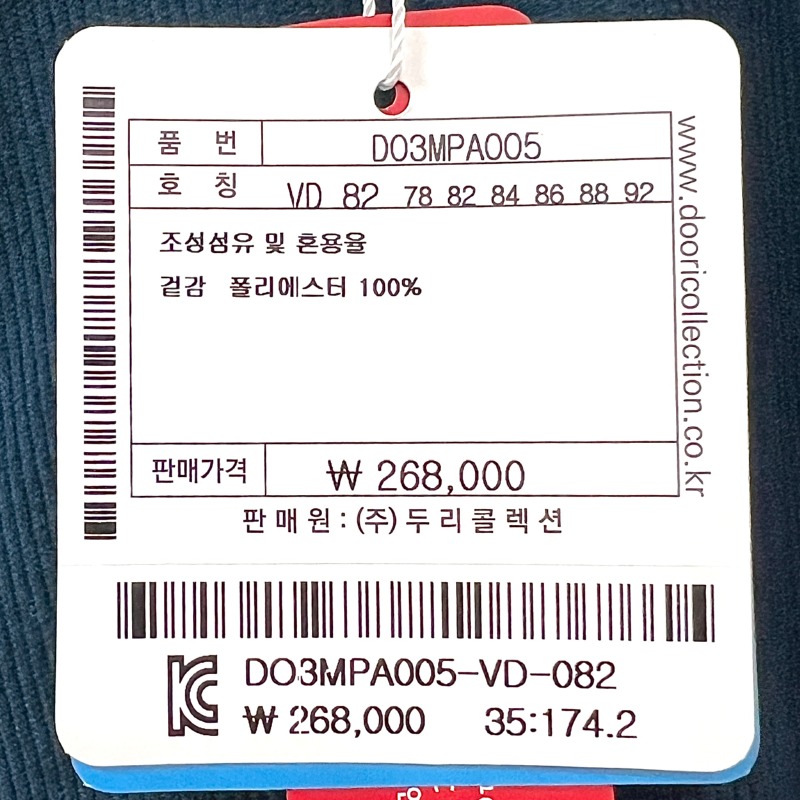 품 번 DO3MPA005
호 칭 VD 82 78 82 84 86 88 92
조성섬유 및 혼용율
겉감 폴리에스터 100%
판매가격 ₩ 268,000
판매원 : (주)두리콜렉션
www.dooricollection.co.kr
KC DO3MPA005-VD-082
₩ 268,000 35:174.2